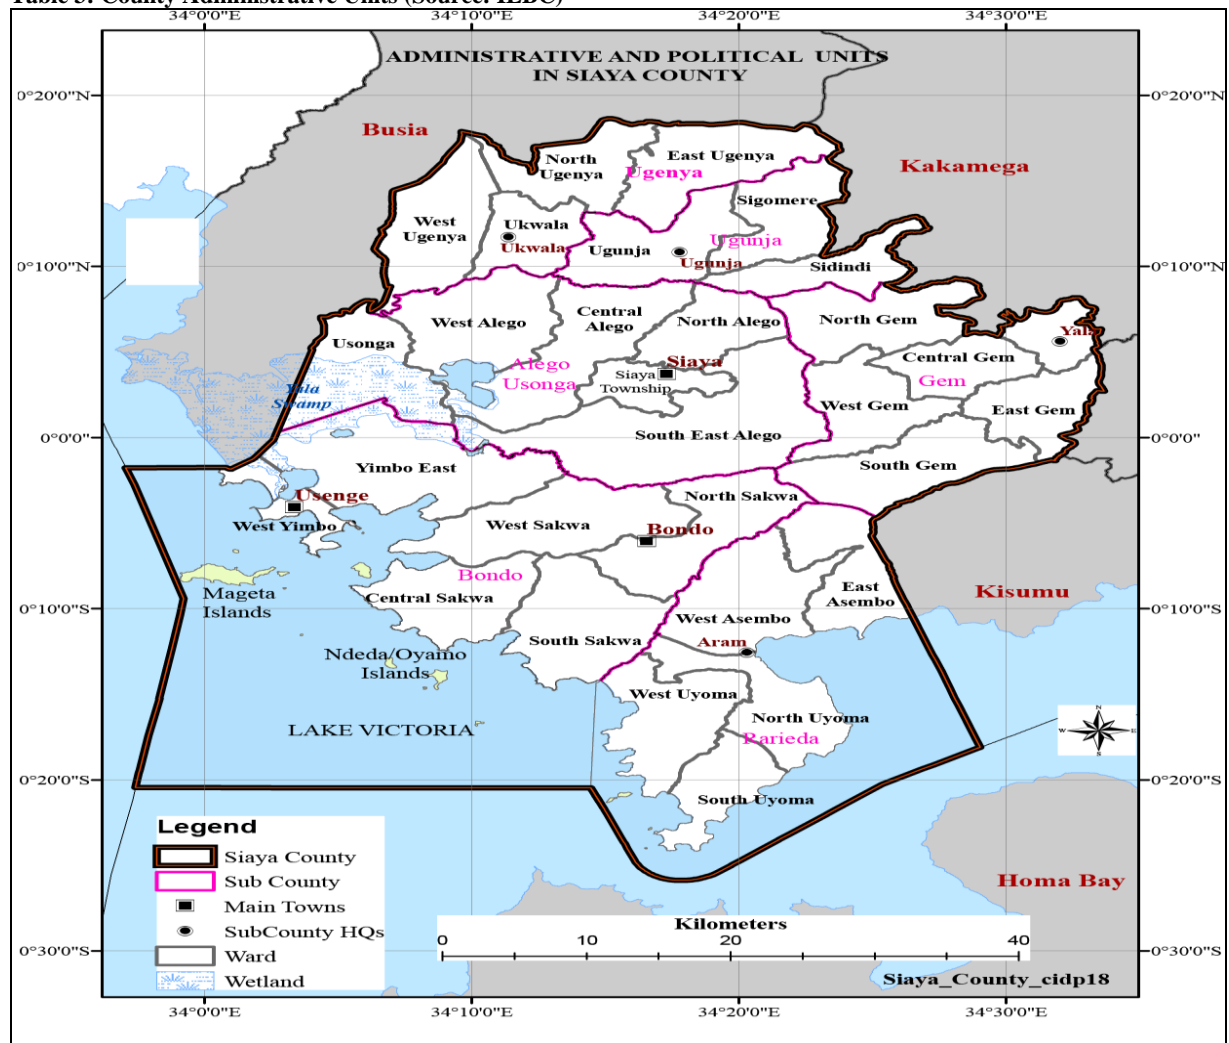 Table 3: County Administrative Units (Source: IEBC)
34°0'0"E
34°10'0"E
34°20'0"E
34°30'0"E
ADMINISTRATIVE AND POLITICAL UNITS
IN SIAYA COUNTY
0°20'0"N
0°20'0"N
Busia
Kakamega
North
Ugenya
East Ugenya
Ugenya
Sigomere
West
Ugenya
Ukwala
Ukwala
Ugunja
Ugunja
Ugunja
Sidindi
0°10'0"N
0°10'0"N
Usonga
West Alego
Central
Alego
North Alego
North Gem
Yala
Central Gem
Gem
Alego
Usonga
Siaya
Siaya
Township
West Gem
East Gem
Yala
Swamp
South East Alego
0°0'0"
0°0'0"
Yimbo East
South Gem
Usenge
West Yimbo
North Sakwa
West Sakwa
Bondo
Bondo
Mageta
Islands
Central Sakwa
East
Asembo
Kisumu
0°10'0"S
0°10'0"S
West Asembo
Aram
South Sakwa
Ndeda/Oyamo
Islands
West Uyoma
North Uyoma
Rarieda
LAKE VICTORIA
N
W
E
S
0°20'0"S
0°20'0"S
South Uyoma
Legend
Siaya County
Sub County
Main Towns
SubCounty HQs
Ward
Wetland
Homa Bay
Kilometers
0
10
20
40
0°30'0"S
0°30'0"S
Siaya_County_cidp18
34°0'0"E
34°10'0"E
34°20'0"E
34°30'0"E